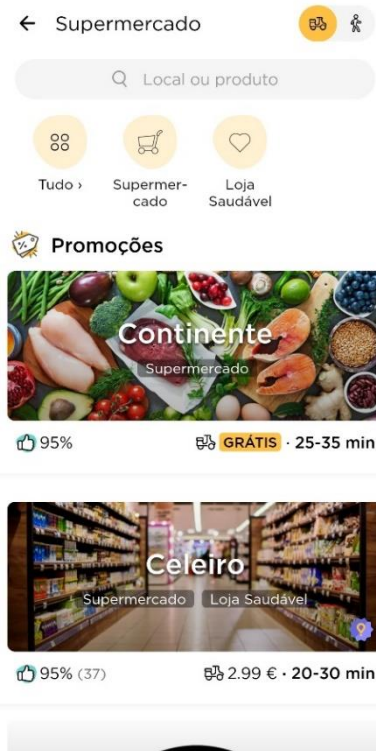 Supermercado
Local ou produto
Tudo ›
Supermer-
cado
Loja
Saudável
Promoções
Continente
Supermercado
95%
GRÁTIS · 25-35 min
Celeiro
Supermercado Loja Saudável
95% (37)
2.99 € · 20-30 min